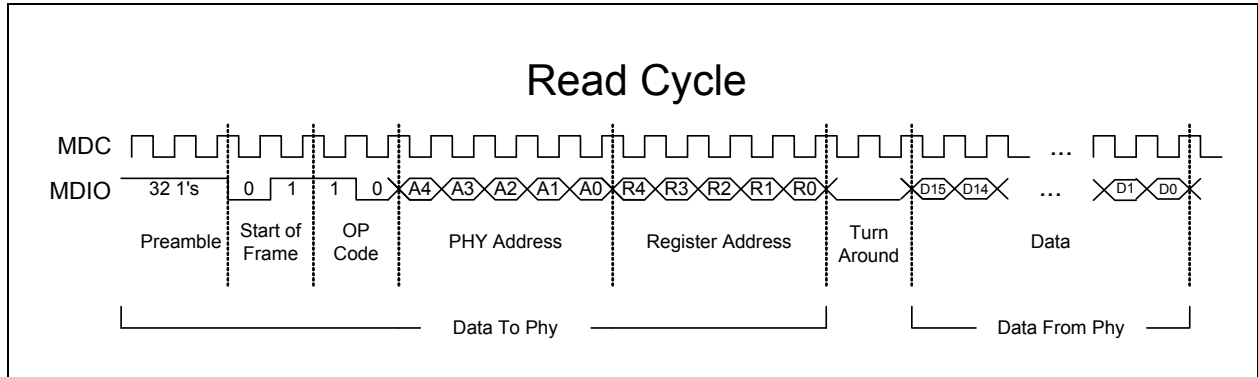 Read Cycle
MDC ...
MDIO 32 1's 0 1 1 0 A4 A3 A2 A1 A0 R4 R3 R2 R1 R0 D15 D14 ... D1 D0
Preamble Start of Frame OP Code PHY Address Register Address Turn Around Data
Data To Phy Data From Phy